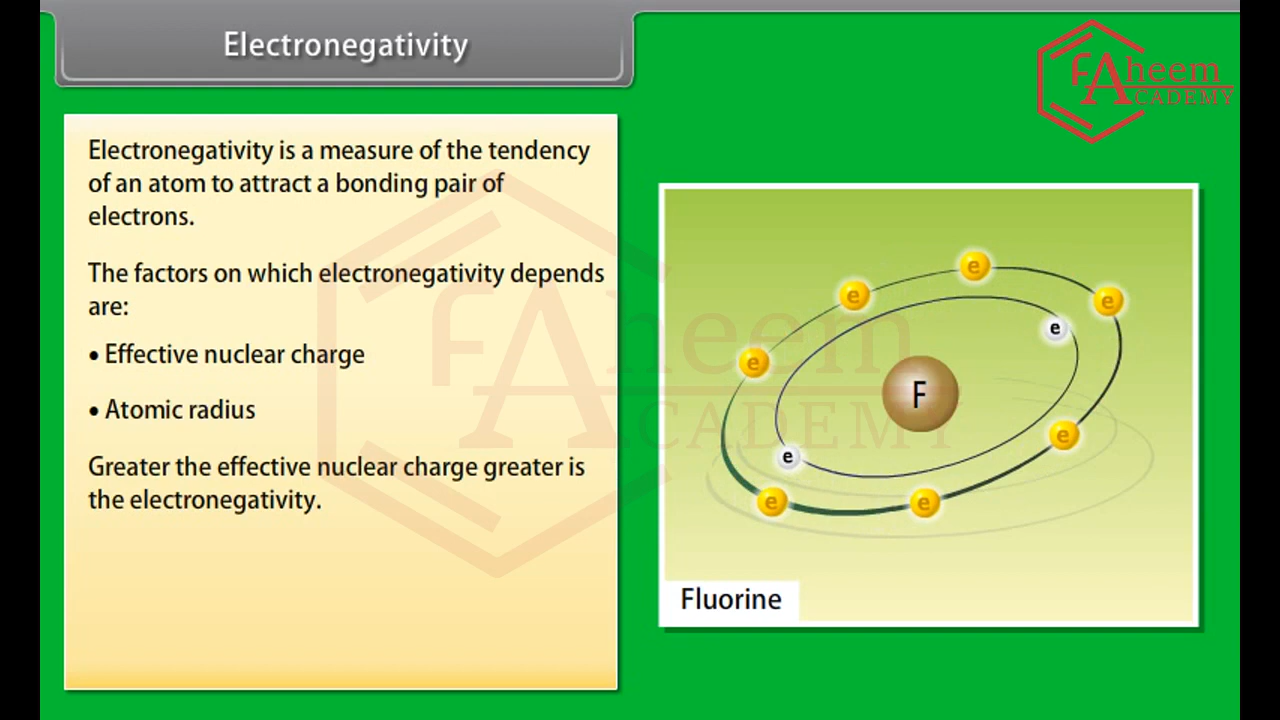 Electronegativity
FAheem
ACADEMY
Electronegativity is a measure of the tendency
of an atom to attract a bonding pair of
electrons.
The factors on which electronegativity depends
are:
• Effective nuclear charge
• Atomic radius
Greater the effective nuclear charge greater is
the electronegativity.
FAheem
ACADEMY
e
e
e
e
e
F
e
e
e
e
Fluorine